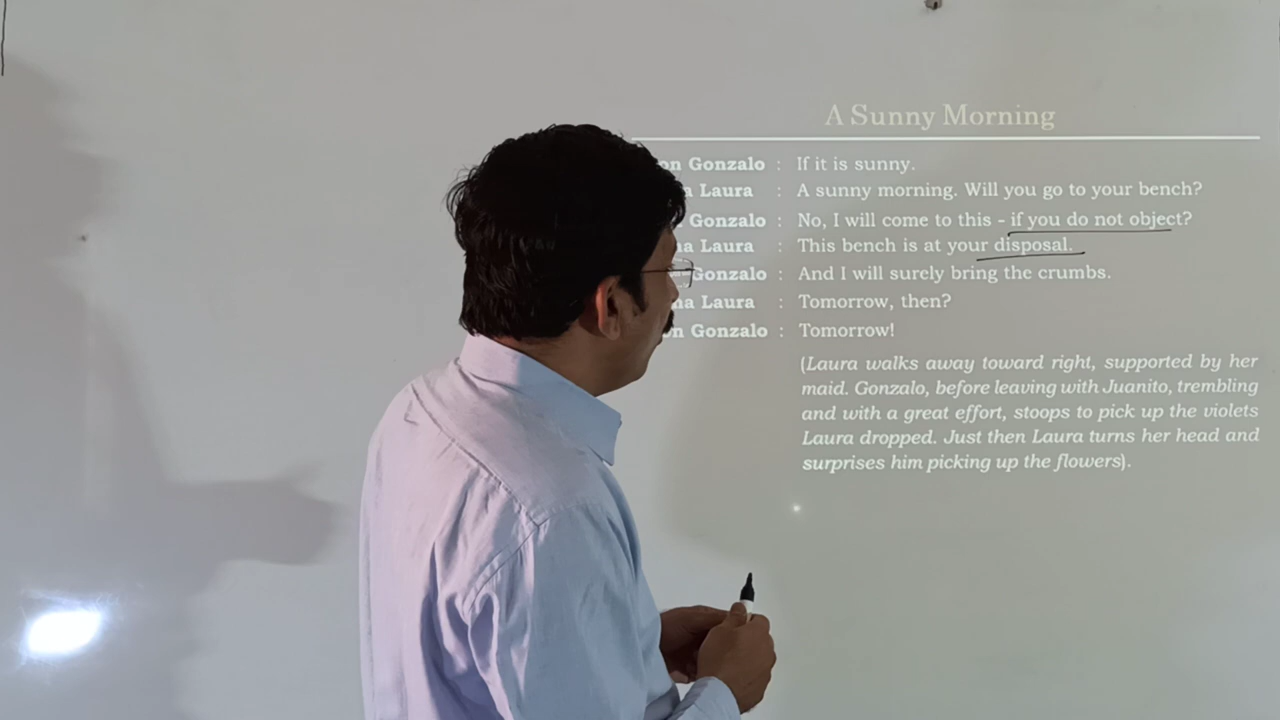 A Sunny Morning
on Gonzalo : If it is sunny.
a Laura : A sunny morning. Will you go to your bench?
Gonzalo : No, I will come to this - if you do not object?
na Laura : This bench is at your disposal.
Gonzalo : And I will surely bring the crumbs.
na Laura : Tomorrow, then?
on Gonzalo : Tomorrow!
(Laura walks away toward right, supported by her
maid. Gonzalo, before leaving with Juanito, trembling
and with a great effort, stoops to pick up the violets
Laura dropped. Just then Laura turns her head and
surprises him picking up the flowers).